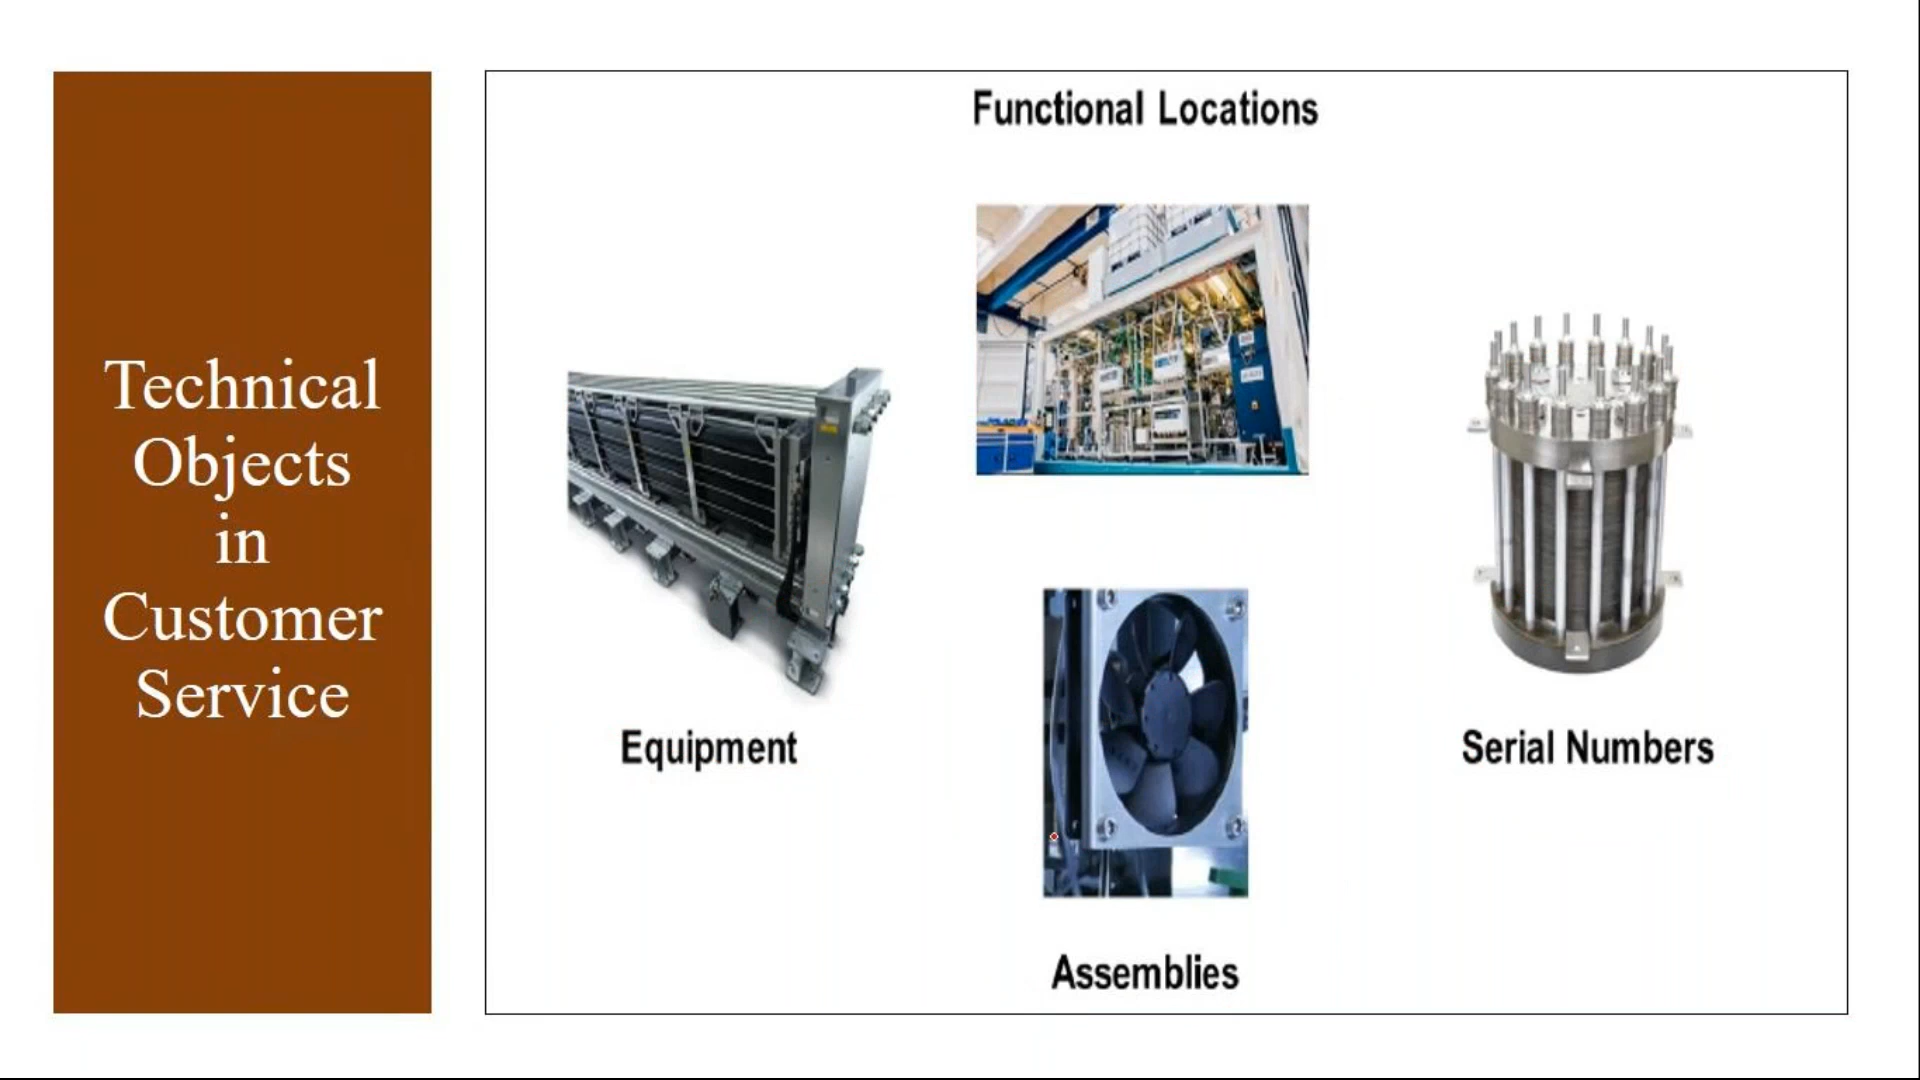 Technical
Objects
in
Customer
Service
Functional Locations
Equipment
Serial Numbers
Assemblies